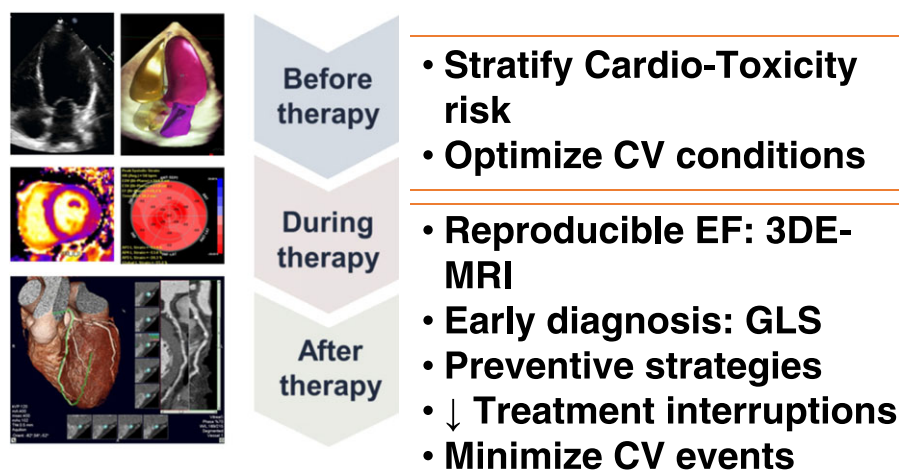 Before
therapy
• Stratify Cardio-Toxicity
risk
• Optimize CV conditions
During
therapy
• Reproducible EF: 3DE-
MRI
• Early diagnosis: GLS
• Preventive strategies
• ↓ Treatment interruptions
• Minimize CV events
After
therapy